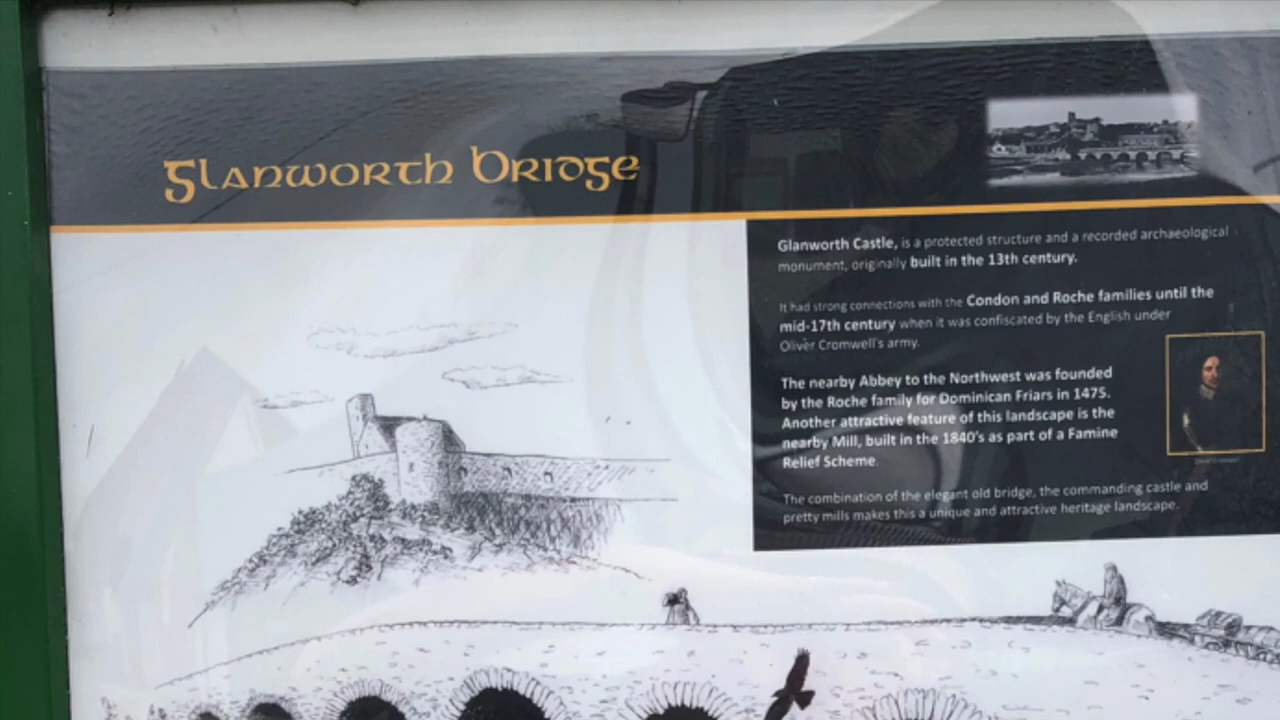 Glanworth Bridge
Glanworth Castle, is a protected structure and a recorded archaeological
monument, originally built in the 13th century.
It had strong connections with the Condon and Roche families until the
mid-17th century when it was confiscated by the English under
Oliver Cromwell's army.
The nearby Abbey to the Northwest was founded
by the Roche family for Dominican Friars in 1475.
Another attractive feature of this landscape is the
nearby Mill, built in the 1840's as part of a Famine
Relief Scheme.
The combination of the elegant old bridge, the commanding castle and
pretty mills makes this a unique and attractive heritage landscape.